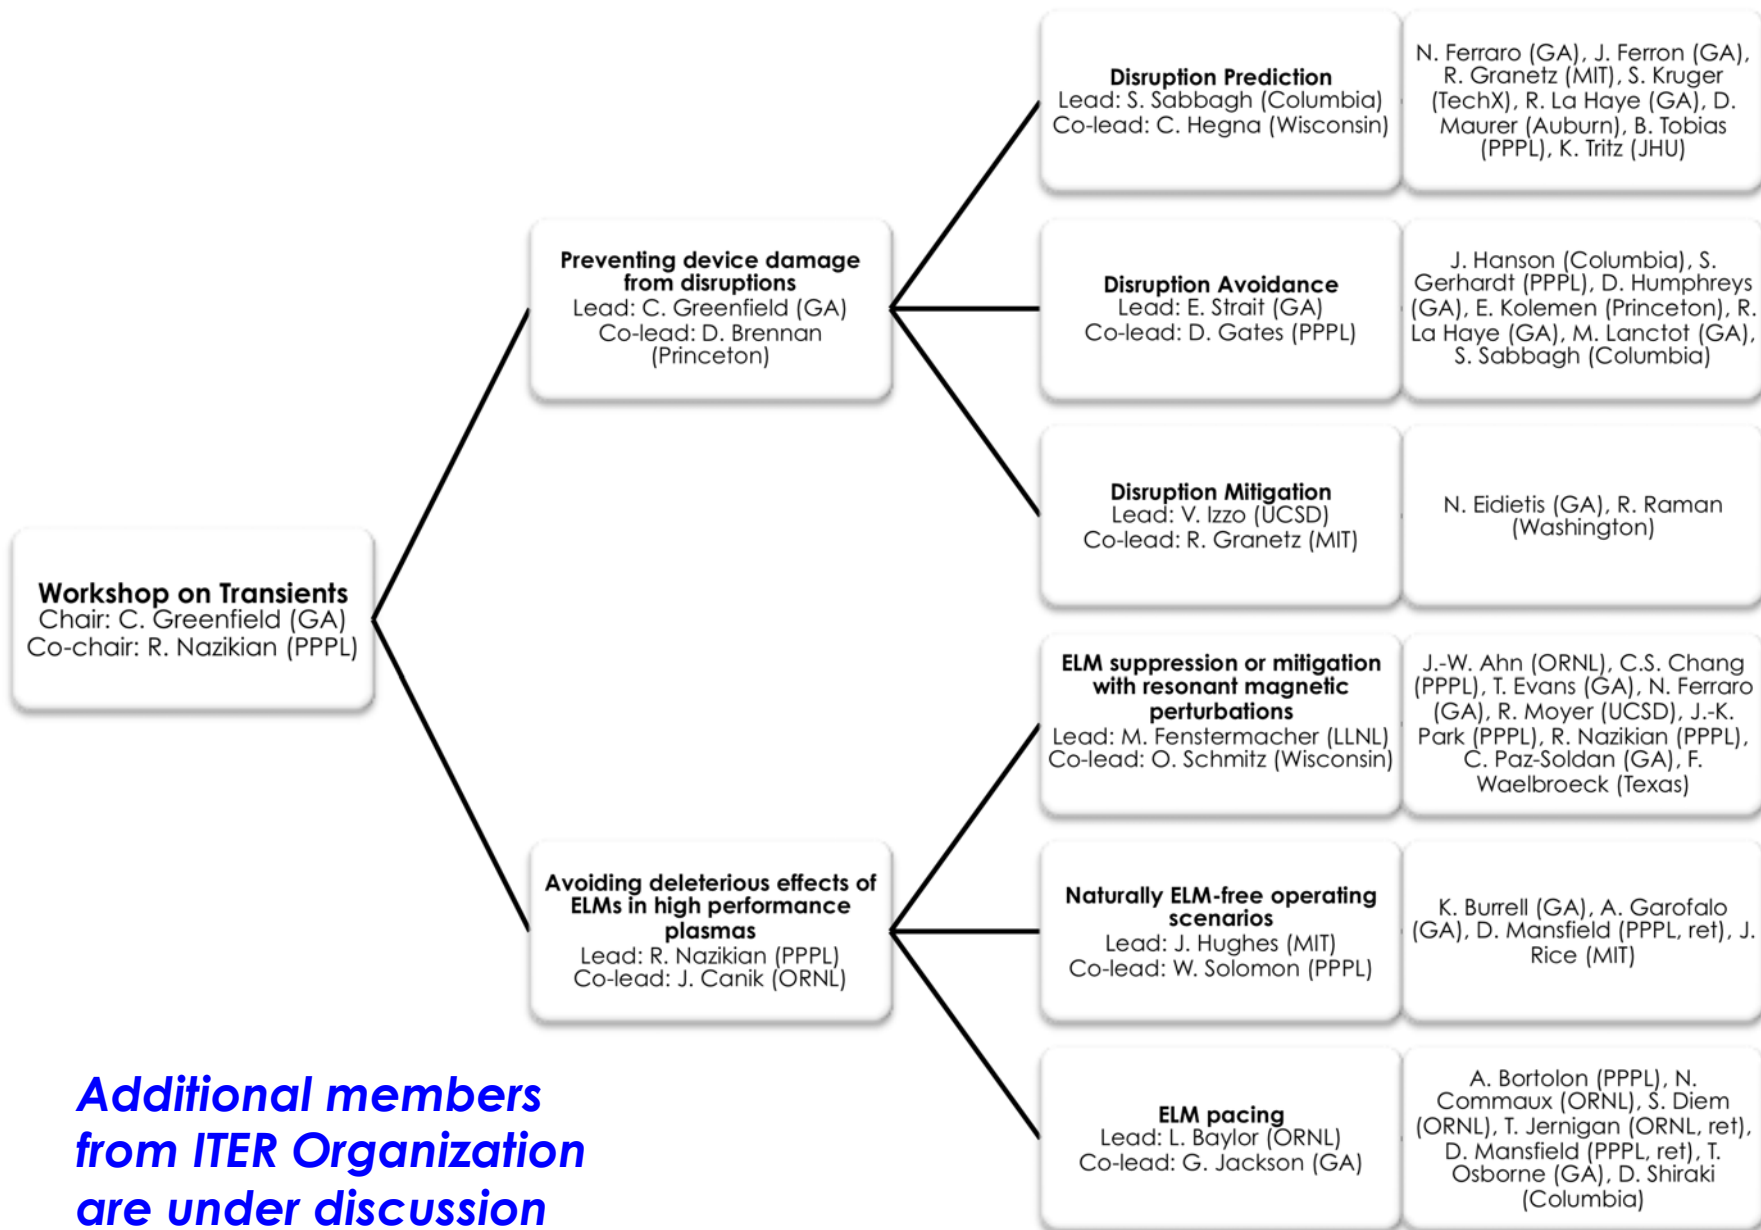 Workshop on Transients
Chair: C. Greenfield (GA)
Co-chair: R. Nazikian (PPPL)
Preventing device damage
from disruptions
Lead: C. Greenfield (GA)
Co-lead: D. Brennan
(Princeton)
Disruption Prediction
Lead: S. Sabbagh (Columbia)
Co-lead: C. Hegna (Wisconsin)
N. Ferraro (GA), J. Ferron (GA),
R. Granetz (MIT), S. Kruger
(TechX), R. La Haye (GA), D.
Maurer (Auburn), B. Tobias
(PPPL), K. Tritz (JHU)
Disruption Avoidance
Lead: E. Strait (GA)
Co-lead: D. Gates (PPPL)
J. Hanson (Columbia), S.
Gerhardt (PPPL), D. Humphreys
(GA), E. Kolemen (Princeton), R.
La Haye (GA), M. Lanctot (GA),
S. Sabbagh (Columbia)
Disruption Mitigation
Lead: V. Izzo (UCSD)
Co-lead: R. Granetz (MIT)
N. Eidietis (GA), R. Raman
(Washington)
Avoiding deleterious effects of
ELMs in high performance
plasmas
Lead: R. Nazikian (PPPL)
Co-lead: J. Canik (ORNL)
ELM suppression or mitigation
with resonant magnetic
perturbations
Lead: M. Fenstermacher (LLNL)
Co-lead: O. Schmitz (Wisconsin)
J.-W. Ahn (ORNL), C.S. Chang
(PPPL), T. Evans (GA), N. Ferraro
(GA), R. Moyer (UCSD), J.-K.
Park (PPPL), R. Nazikian (PPPL),
C. Paz-Soldan (GA), F.
Waelbroeck (Texas)
Naturally ELM-free operating
scenarios
Lead: J. Hughes (MIT)
Co-lead: W. Solomon (PPPL)
K. Burrell (GA), A. Garofalo
(GA), D. Mansfield (PPPL, ret), J.
Rice (MIT)
ELM pacing
Lead: L. Baylor (ORNL)
Co-lead: G. Jackson (GA)
A. Bortolon (PPPL), N.
Commaux (ORNL), S. Diem
(ORNL), T. Jernigan (ORNL, ret),
D. Mansfield (PPPL, ret), T.
Osborne (GA), D. Shiraki
(Columbia)
Additional members
from ITER Organization
are under discussion